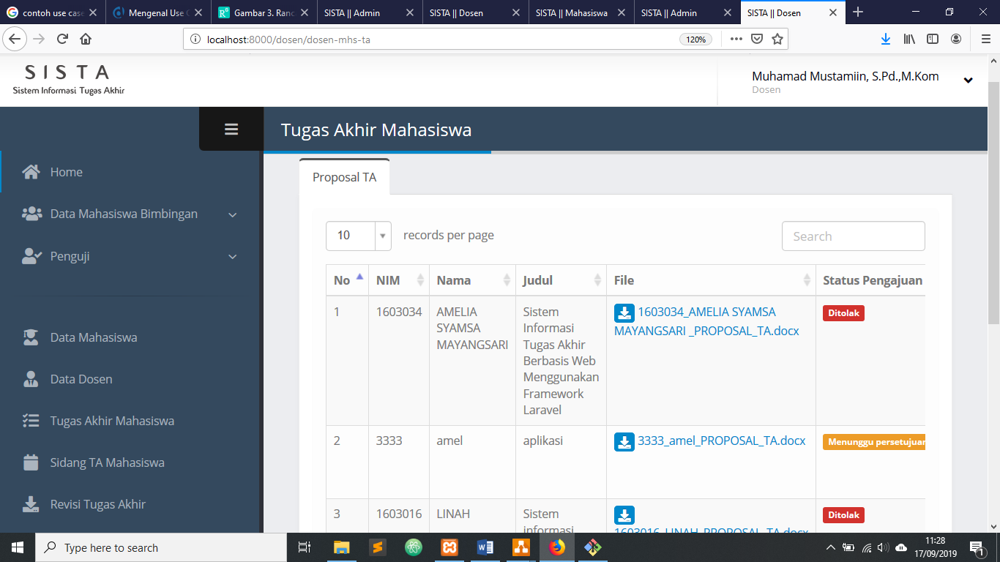 contoh use case
Mengenal Use C
Gambar 3. Ranc
SISTA || Admin
SISTA || Dosen
SISTA || Mahasiswa
SISTA || Admin
SISTA || Dosen
localhost:8000/dosen/dosen-mhs-ta
120%
SISTA
Sistem Informasi Tugas Akhir
Muhamad Mustamiin, S.Pd.,M.Kom
Dosen
Tugas Akhir Mahasiswa
Home
Data Mahasiswa Bimbingan
Penguji
Data Mahasiswa
Data Dosen
Tugas Akhir Mahasiswa
Sidang TA Mahasiswa
Revisi Tugas Akhir
Proposal TA
10 records per page
Search
No NIM Nama Judul File Status Pengajuan
1 1603034 AMELIA SYAMSA MAYANGSARI
Sistem
Informasi
Tugas Akhir
Berbasis Web
Menggunakan
Framework
Laravel
1603034_AMELIA SYAMSA
MAYANGSARI _PROPOSAL_TA.docx
Ditolak
2 3333 amel aplikasi 3333_amel_PROPOSAL_TA.docx Menunggu persetujuan
3 1603016 LINAH Sistem
informasi
1603016_LINAH_PROPOSAL_TA.docx
Ditolak
Type here to search
11:28
17/09/2019
1